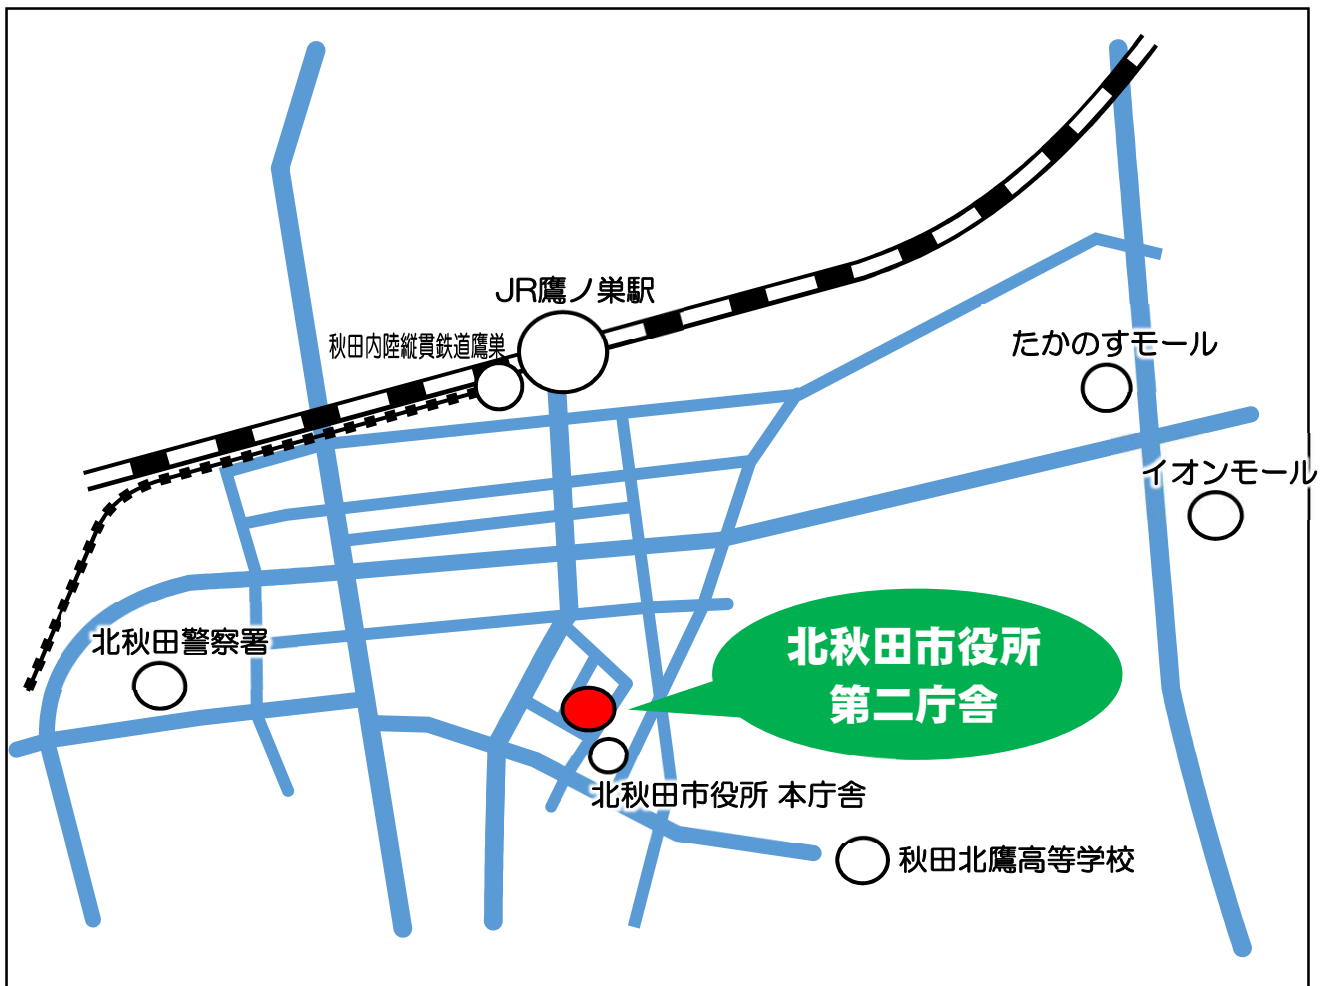 JR鷹ノ巣駅
秋田内陸縦貫鉄道鷹巣
たかのすモール
イオンモール
北秋田警察署
北秋田市役所
第二庁舎
北秋田市役所 本庁舎
秋田北鷹高等学校